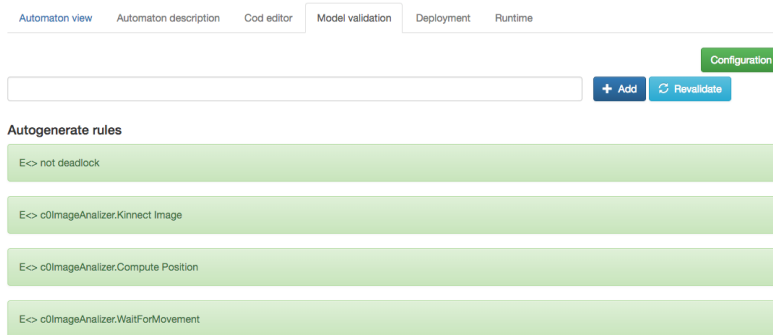 Automaton view Automaton description Cod editor Model validation Deployment Runtime
Configuration
Add Revalidate
Autogenerate rules
E<> not deadlock
E<> c0ImageAnalizer.Kinnect Image
E<> c0ImageAnalizer.Compute Position
E<> c0ImageAnalizer.WaitForMovement